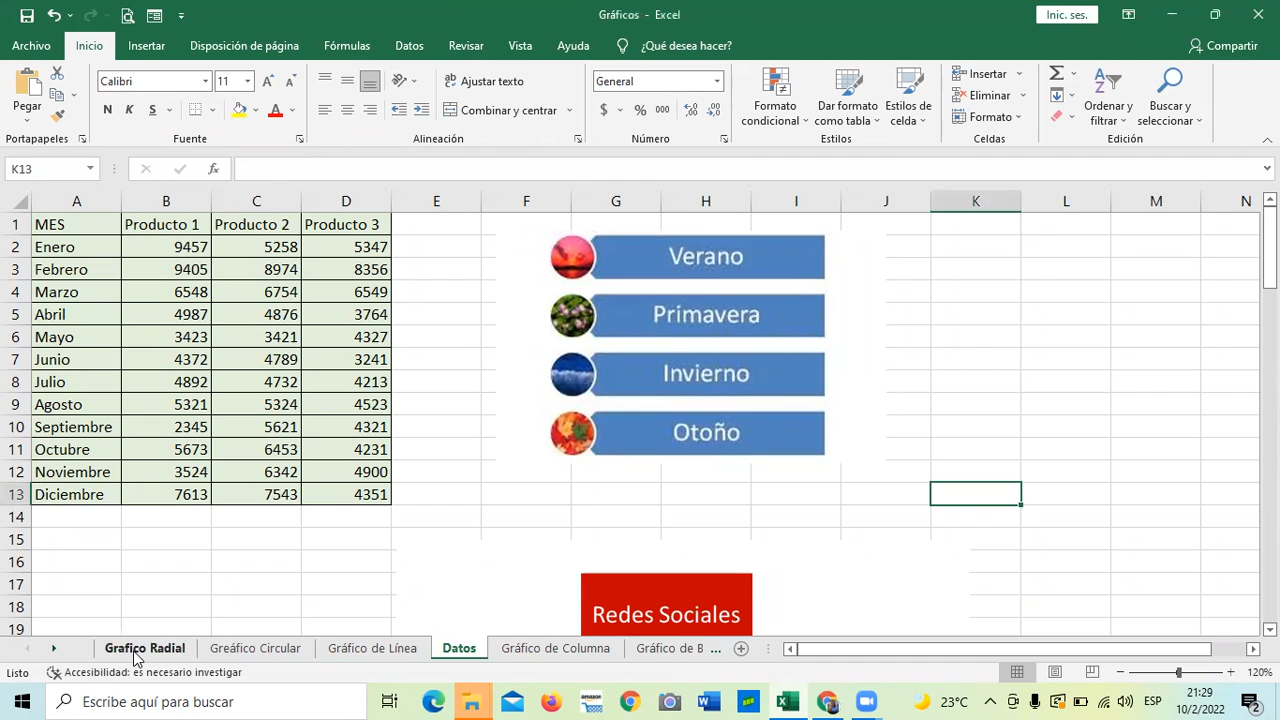 Gráficos - Excel
Inic. ses.
Archivo Inicio Insertar Disposición de página Fórmulas Datos Revisar Vista Ayuda ¿Qué desea hacer? Compartir
Pegar
Calibri 11
N K S
Ajustar texto
Combinar y centrar
General
$ % 000
Formato condicional
Dar formato como tabla
Estilos de celda
Insertar
Eliminar
Formato
Ordenar y filtrar
Buscar y seleccionar
Portapapeles Fuente Alineación Número Estilos Celdas Edición
K13 fx
A B C D E F G H I J K L M N
1 MES Producto 1 Producto 2 Producto 3
2 Enero 9457 5258 5347
3 Febrero 9405 8974 8356
4 Marzo 6548 6754 6549
5 Abril 4987 4876 3764
6 Mayo 3423 3421 4327
7 Junio 4372 4789 3241
8 Julio 4892 4732 4213
9 Agosto 5321 5324 4523
10 Septiembre 2345 5621 4321
11 Octubre 5673 6453 4231
12 Noviembre 3524 6342 4900
13 Diciembre 7613 7543 4351
14
15
16
17
18
19
Verano
Primavera
Invierno
Otoño
Redes Sociales
Grafico Radial Greáfico Circular Gráfico de Línea Datos Gráfico de Columna Gráfico de B ...
Listo Accesibilidad: es necesario investigar 120%
Escribe aquí para buscar
amazon
23°C ESP
21:29
10/2/2022
2